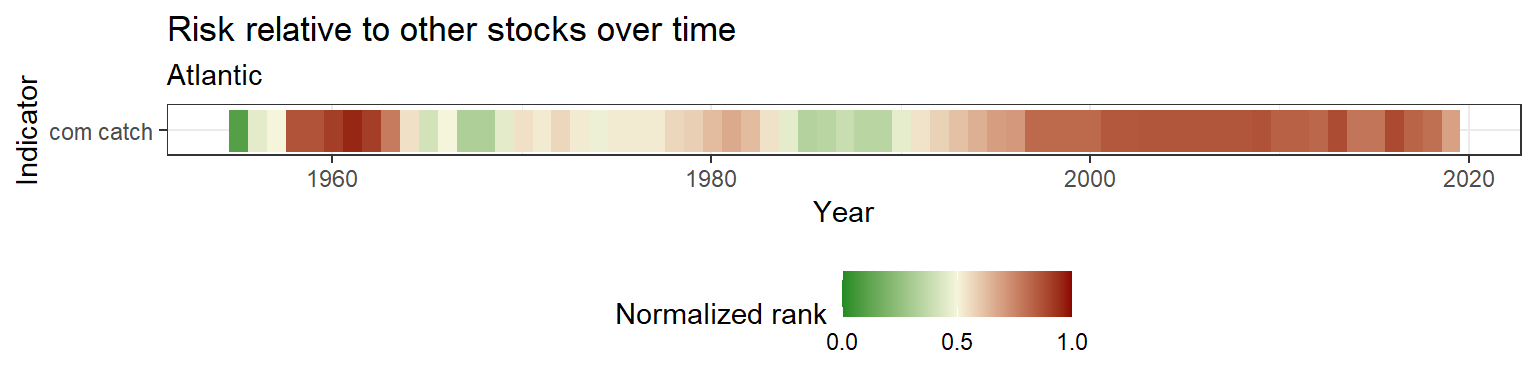 Risk relative to other stocks over time
Atlantic
Indicator
com catch
1960 1980 2000 2020
Year
Normalized rank
0.0 0.5 1.0